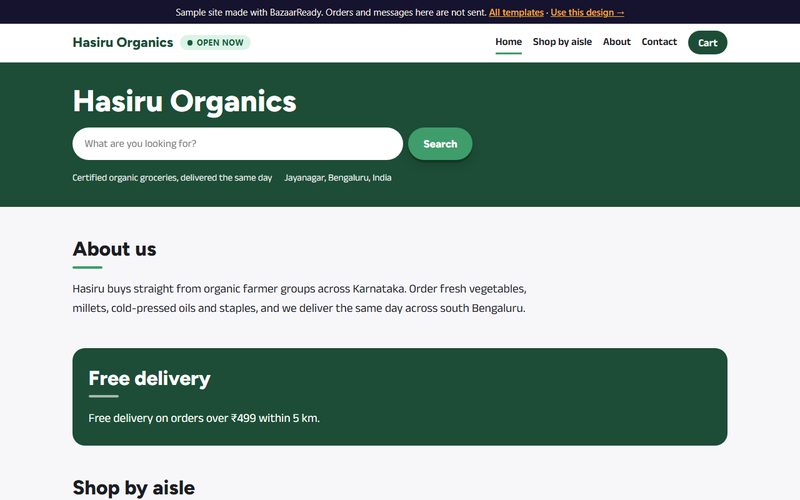 Sample site made with BazaarReady. Orders and messages here are not sent. All templates · Use this design →
Hasiru Organics
OPEN NOW
Home
Shop by aisle
About
Contact
Cart
Hasiru Organics
What are you looking for?
Search
Certified organic groceries, delivered the same day
Jayanagar, Bengaluru, India
About us
Hasiru buys straight from organic farmer groups across Karnataka. Order fresh vegetables,
millets, cold-pressed oils and staples, and we deliver the same day across south Bengaluru.
Free delivery
Free delivery on orders over ₹499 within 5 km.
Shop by aisle